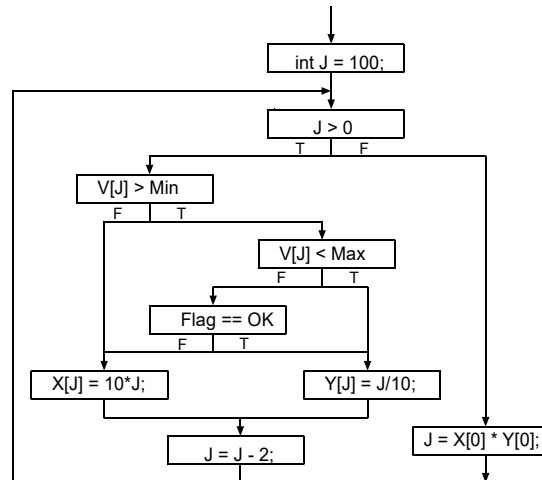 int J = 100;
J > 0
T F
V[J] > Min
F T
V[J] < Max
F T
Flag == OK
F T
X[J] = 10*J;
Y[J] = J/10;
J = J - 2;
J = X[0] * Y[0];